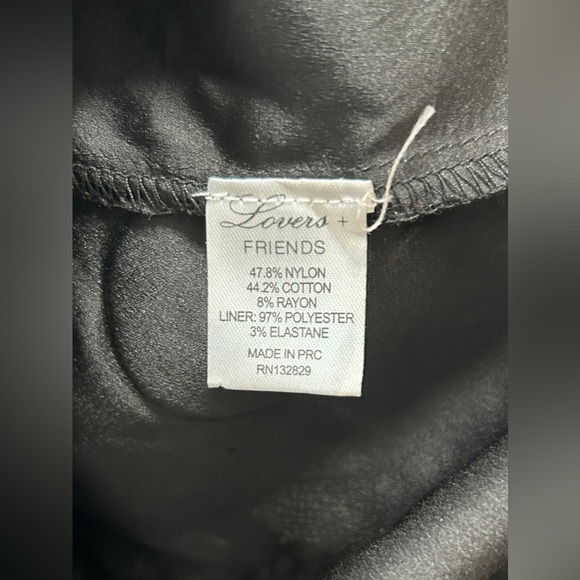 Lovers +
FRIENDS
47.8% NYLON
44.2% COTTON
8% RAYON
LINER: 97% POLYESTER
3% ELASTANE
MADE IN PRC
RN132829